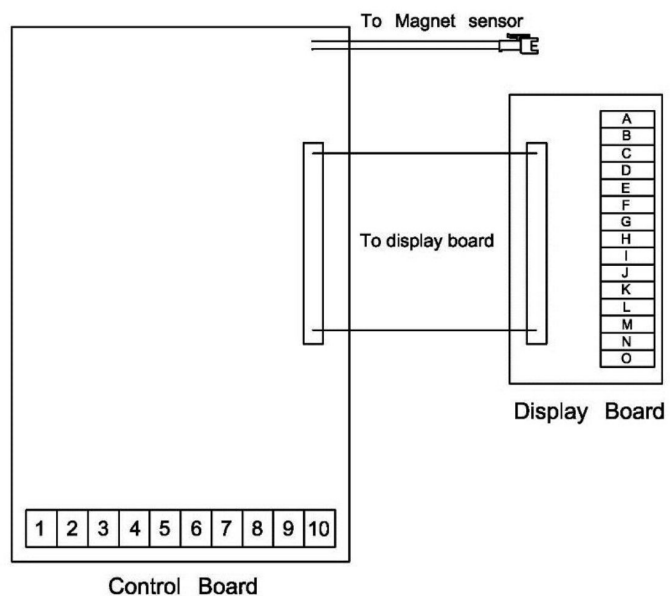 To Magnet sensor
A
B
C
D
E
F
G
H
I
J
K
L
M
N
O
To display board
Display Board
1 2 3 4 5 6 7 8 9 10
Control Board